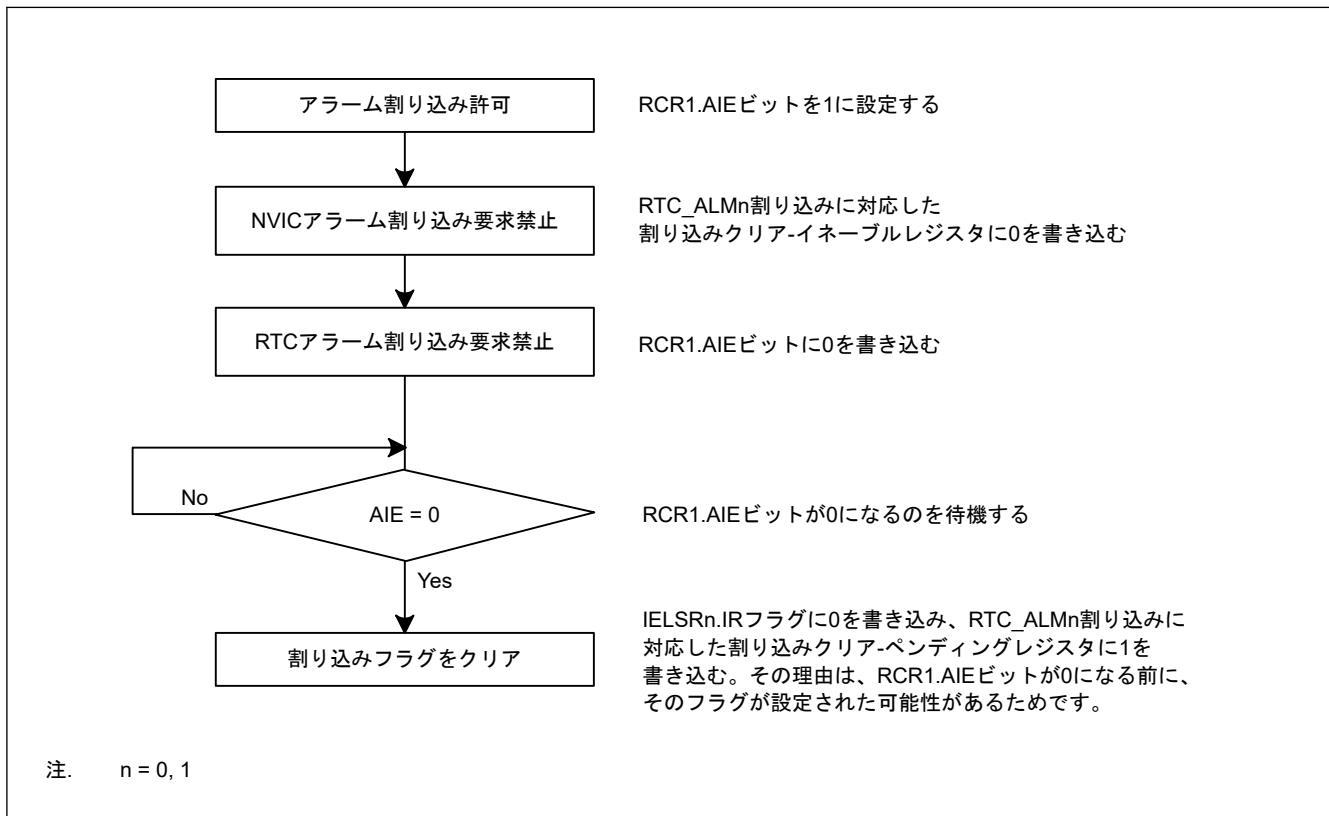 アラーム割り込み許可
RCR1.AIEビットを1に設定する
NVICアラーム割り込み要求禁止
RTC_ALMn割り込みに対応した
割り込みクリア-イネーブルレジスタに0を書き込む
RTCアラーム割り込み要求禁止
RCR1.AIEビットに0を書き込む
No
AIE = 0
RCR1.AIEビットが0になるのを待機する
Yes
割り込みフラグをクリア
IELSRn.IRフラグに0を書き込み、RTC_ALMn割り込みに
対応した割り込みクリア-ペンディングレジスタに1を
書き込む。その理由は、RCR1.AIEビットが0になる前に、
そのフラグが設定された可能性があるためです。
注. n = 0, 1